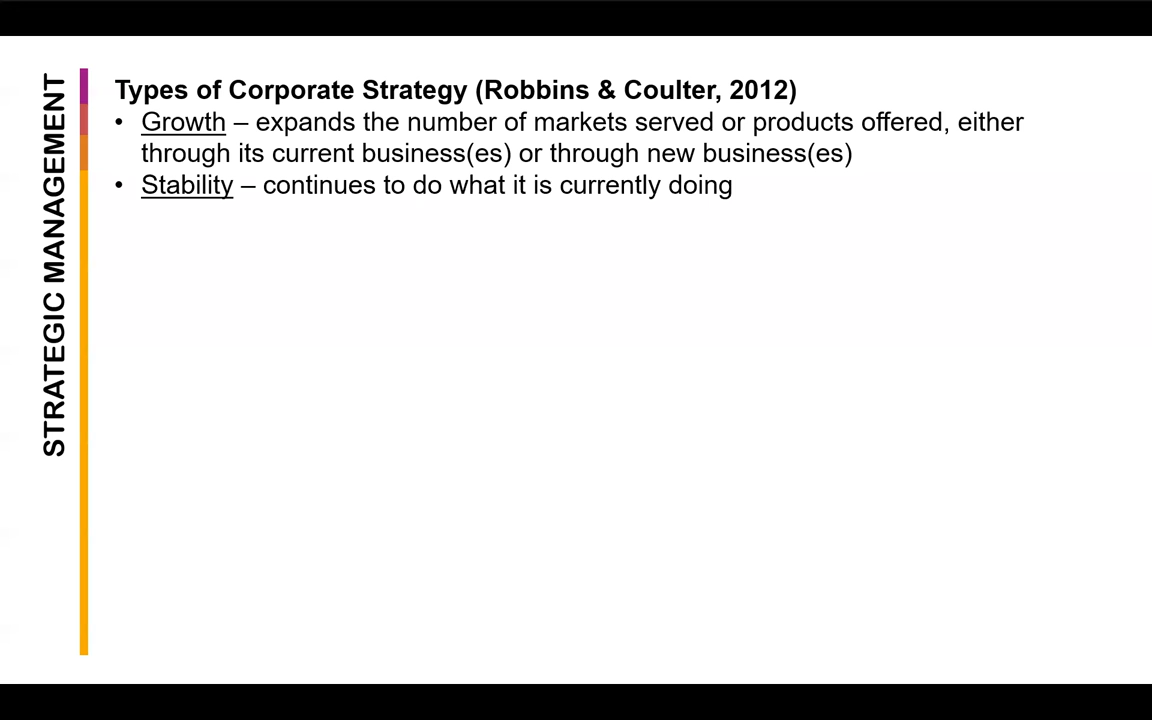 STRATEGIC MANAGEMENT
Types of Corporate Strategy (Robbins & Coulter, 2012)
• Growth – expands the number of markets served or products offered, either
through its current business(es) or through new business(es)
• Stability – continues to do what it is currently doing